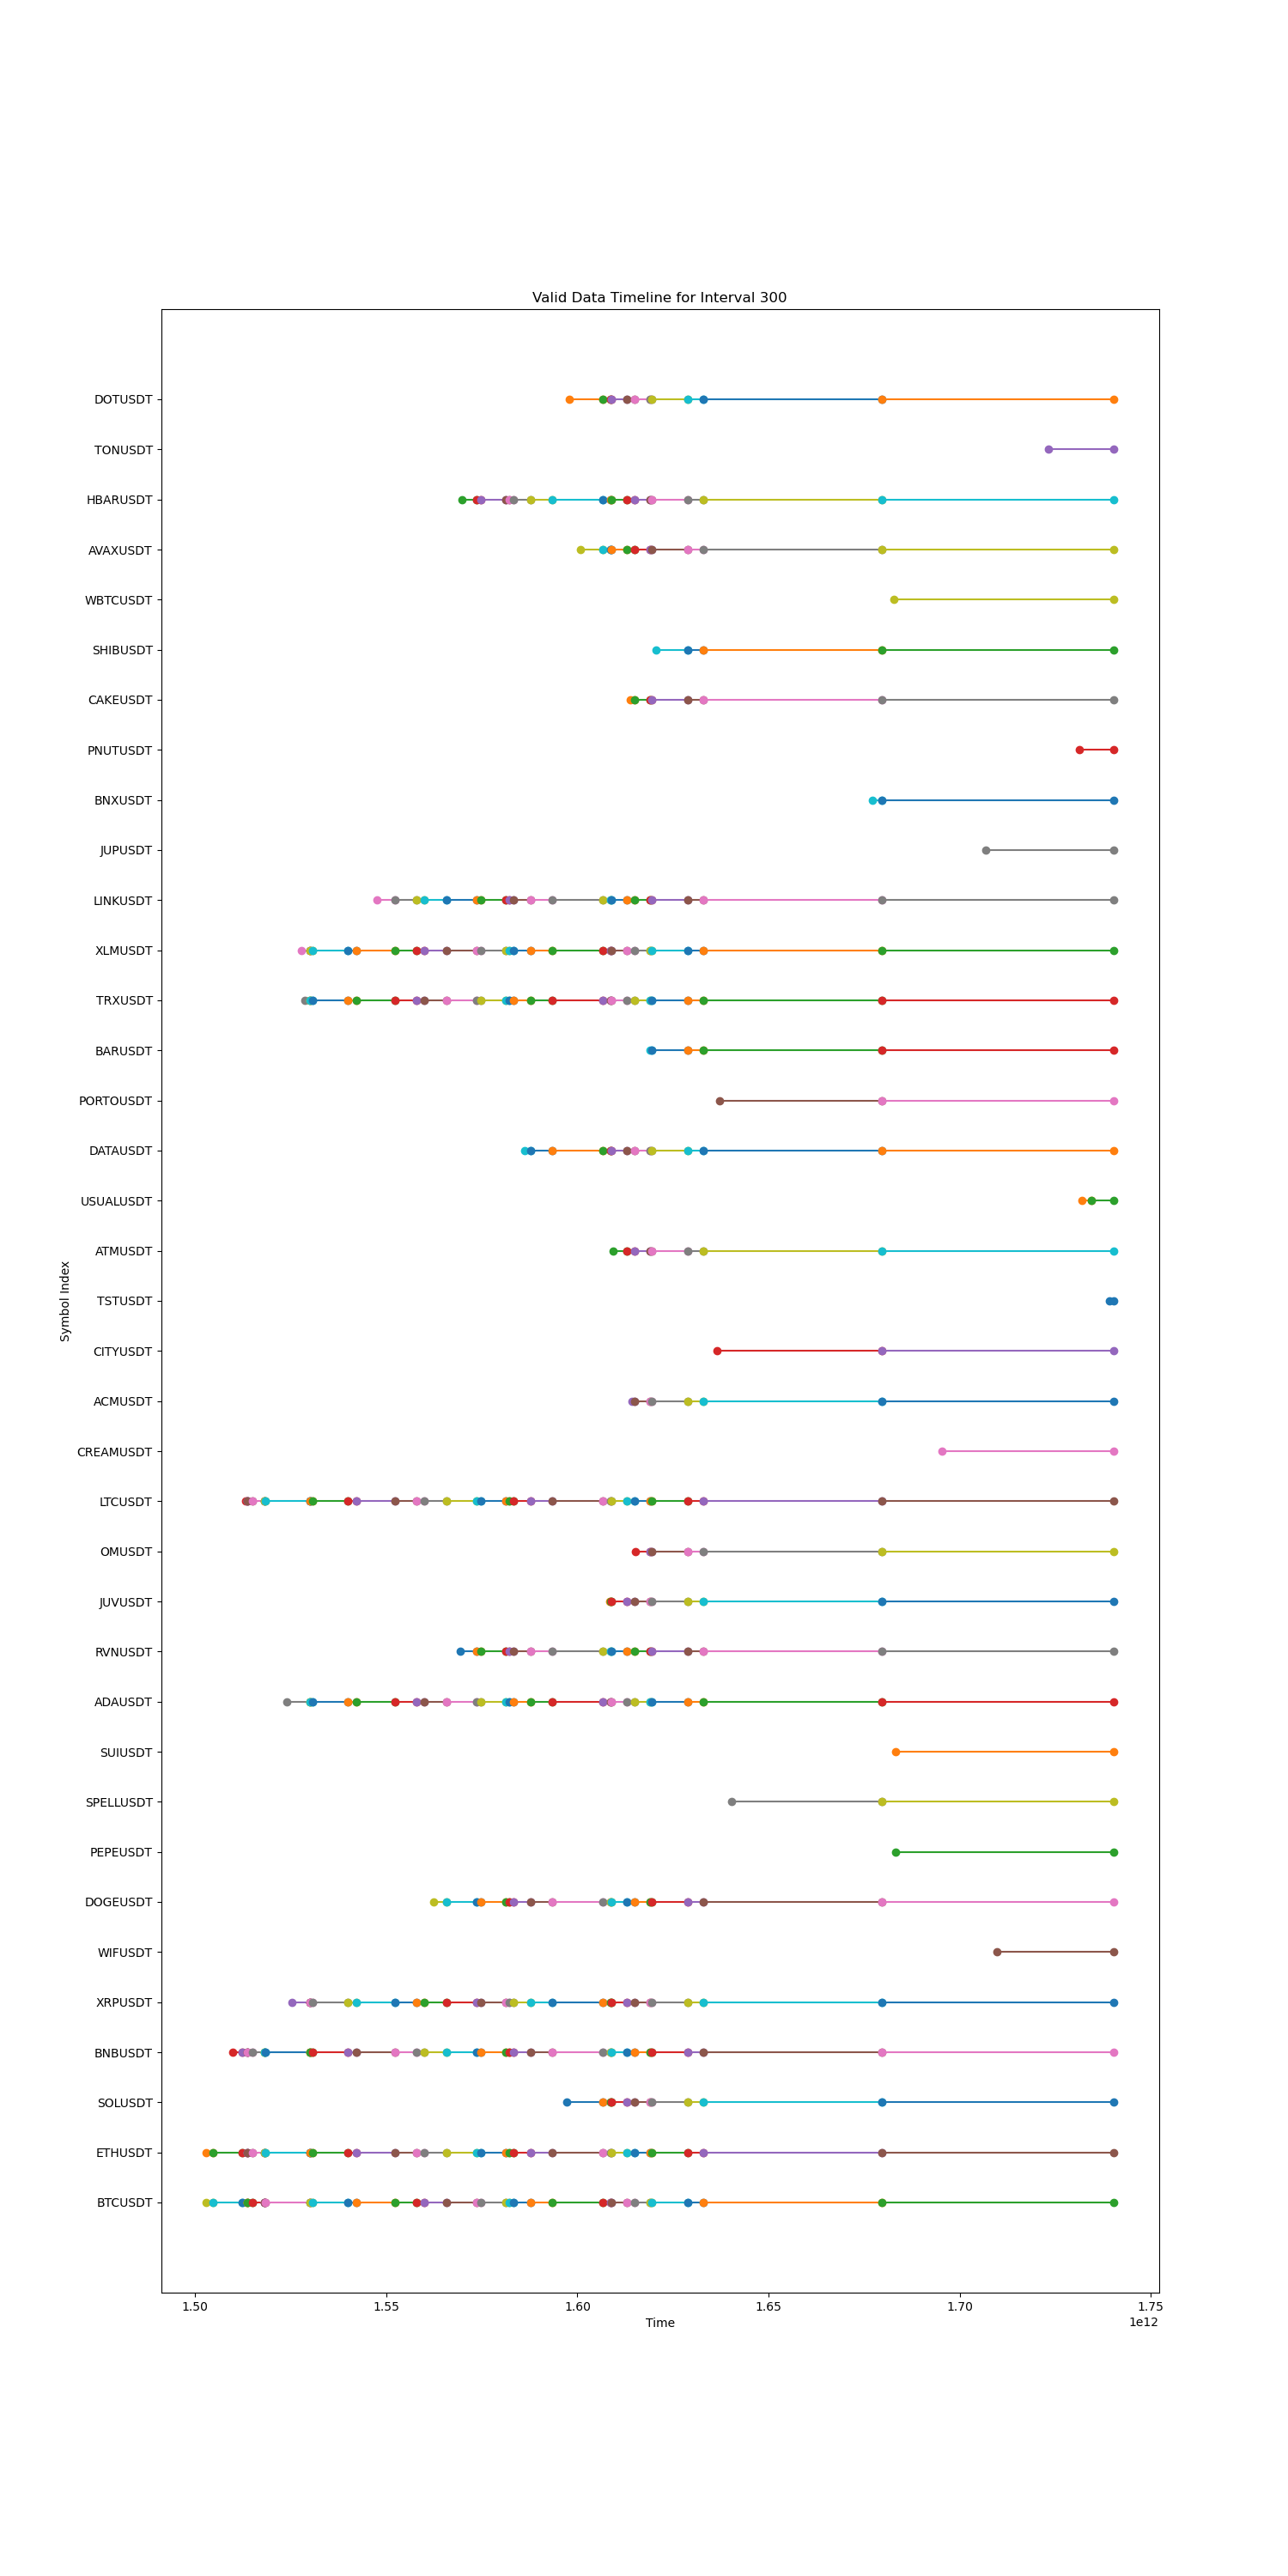 Valid Data Timeline for Interval 300
DOTUSDT
TONUSDT
HBARUSDT
AVAXUSDT
WBTCUSDT
SHIBUSDT
CAKEUSDT
PNUTUSDT
BNXUSDT
JUPUSDT
LINKUSDT
XLMUSDT
TRXUSDT
BARUSDT
PORTOUSDT
DATAUSDT
USUALUSDT
ATMUSDT
TSTUSDT
CITYUSDT
ACMUSDT
CREAMUSDT
LTCUSDT
OMUSDT
JUVUSDT
RVNUSDT
ADAUSDT
SUIUSDT
SPELLUSDT
PEPEUSDT
DOGEUSDT
WIFUSDT
XRPUSDT
BNBUSDT
SOLUSDT
ETHUSDT
BTCUSDT
Symbol Index
1.50 1.55 1.60 1.65 1.70 1.75
Time
1e12